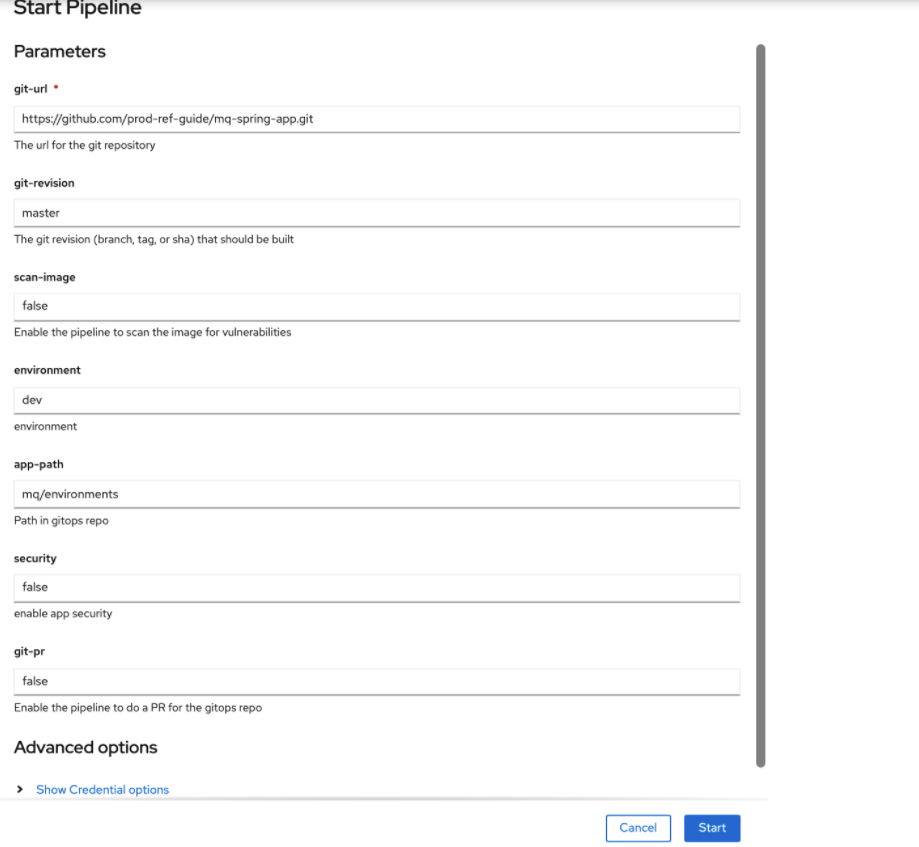 Start Pipeline
Parameters
git-url *
https://github.com/prod-ref-guide/mq-spring-app.git
The url for the git repository
git-revision
master
The git revision (branch, tag, or sha) that should be built
scan-image
false
Enable the pipeline to scan the image for vulnerabilities
environment
dev
environment
app-path
mq/environments
Path in gitops repo
security
false
enable app security
git-pr
false
Enable the pipeline to do a PR for the gitops repo
Advanced options
Show Credential options
Cancel Start